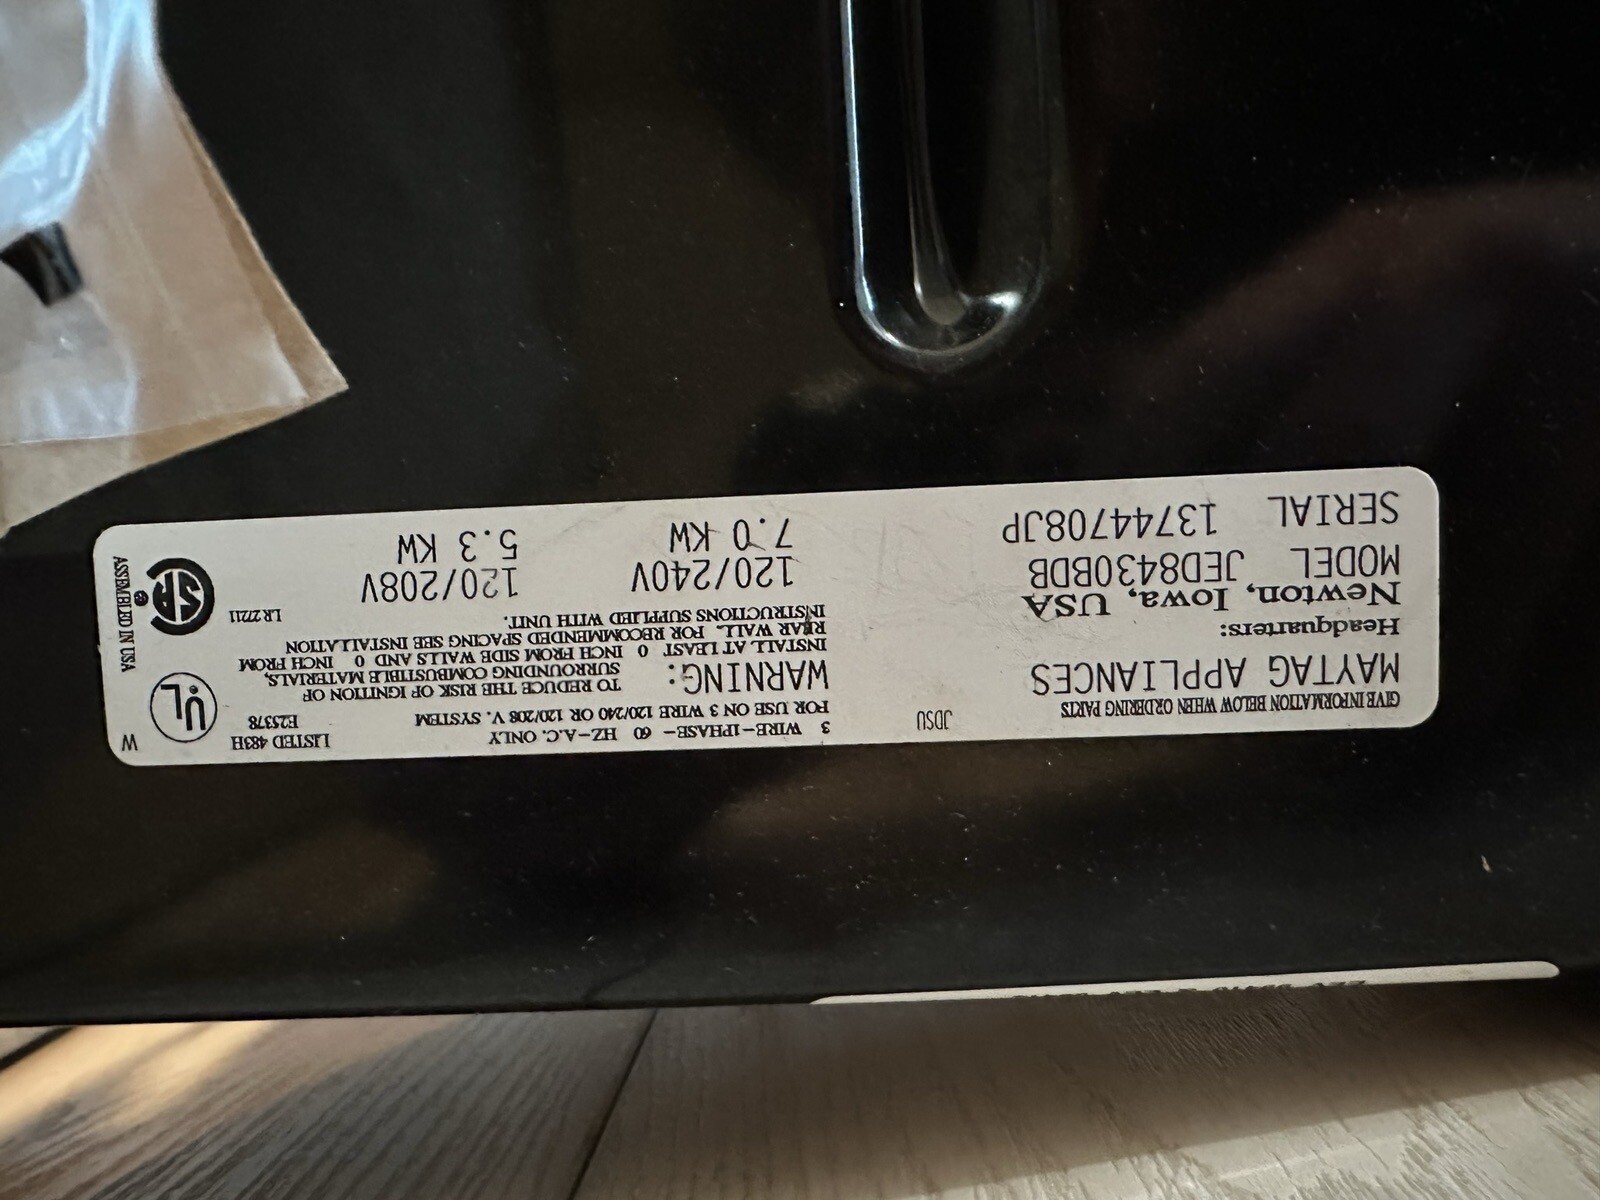 GIVE INFORMATION BELOW WHEN ORDERING PARTS
MAYTAG APPLIANCES
Headquarters:
Newton, Iowa, USA
MODEL JED8430BDB
SERIAL 13744708JP
JDSU
3 WIRE-1PHASE- 60 HZ-A.C. ONLY
FOR USE ON 3 WIRE 120/240 OR 120/208 V. SYSTEM
WARNING: TO REDUCE THE RISK OF IGNITION OF
SURROUNDING COMBUSTIBLE MATERIALS,
INSTALL AT LEAST 0 INCH FROM SIDE WALLS AND 0 INCH FROM
REAR WALL. FOR RECOMMENDED SPACING SEE INSTALLATION
INSTRUCTIONS SUPPLIED WITH UNIT.
120/240V 120/208V
7.0 KW 5.3 KW
LISTED 483H
E25378
UL
W
LR 27211
SA
ASSEMBLED IN USA